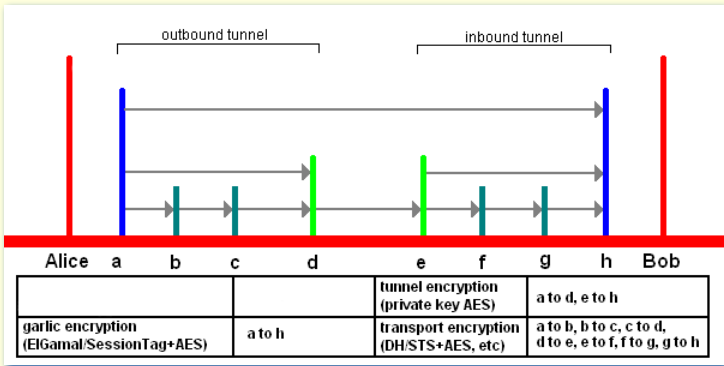 outbound tunnel inbound tunnel
Alice a b c d e f g h Bob
tunnel encryption
(private key AES)
a to d, e to h
garlic encryption
(ElGamal/SessionTag+AES)
a to h
transport encryption
(DH/STS+AES, etc)
a to b, b to c, c to d,
d to e, e to f, f to g, g to h